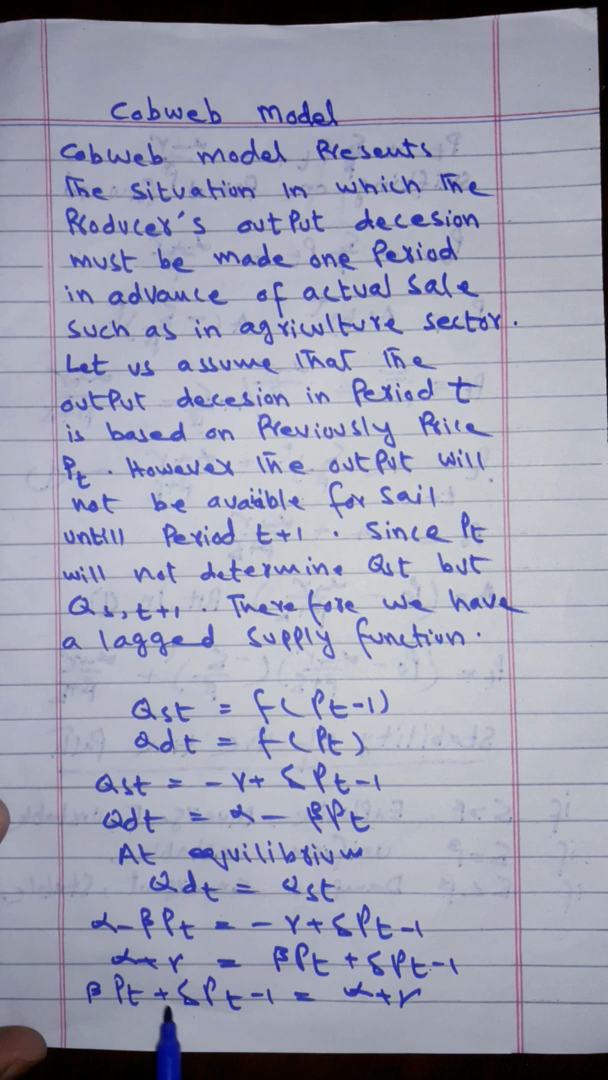 Cobweb Model
Cobweb model Presents
The situation in which The
Producer's output decesion
must be made one Period
in advance of actual sale
such as in agriculture sector.
Let us assume That The
output decesion in Period t
is based on Previously Price
Pt. However The output will
not be avaiible for sail
untill Period t+1. Since Pt
will not determine Qst but
Qs,t+1. Therefore we have
a lagged supply function.
Qst = f(Pt-1)
Qdt = f(Pt)
Qst = -γ+ δPt-1
Qdt = α- βPt
At equilibrium
Qdt = Qst
α-βPt = -γ+δPt-1
α+γ = βPt+δPt-1
βPt+δPt-1 = α+γ